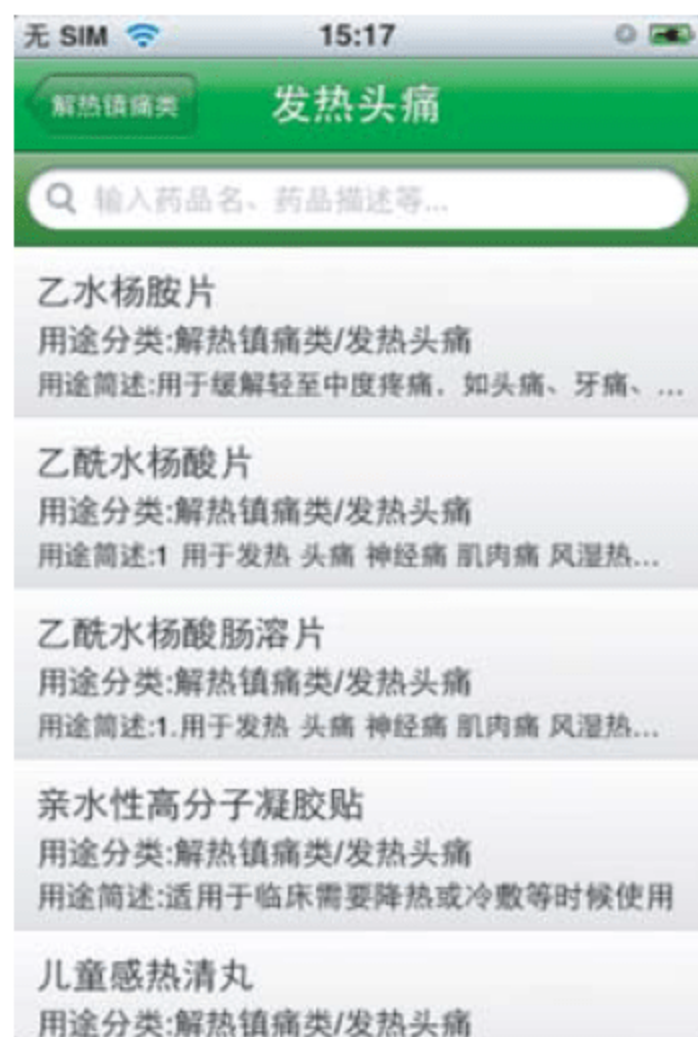 无 SIM 15:17
解热镇痛类 发热头痛
输入药品名、药品描述等...
乙水杨胺片
用途分类:解热镇痛类/发热头痛
用途简述:用于缓解轻至中度疼痛．如头痛、牙痛、...
乙酰水杨酸片
用途分类:解热镇痛类/发热头痛
用途简述:1 用于发热 头痛 神经痛 肌肉痛 风湿热...
乙酰水杨酸肠溶片
用途分类:解热镇痛类/发热头痛
用途简述:1.用于发热 头痛 神经痛 肌肉痛 风湿热...
亲水性高分子凝胶贴
用途分类:解热镇痛类/发热头痛
用途简述:适用于临床需要降热或冷敷等时候使用
儿童感热清丸
用途分类:解热镇痛类/发热头痛